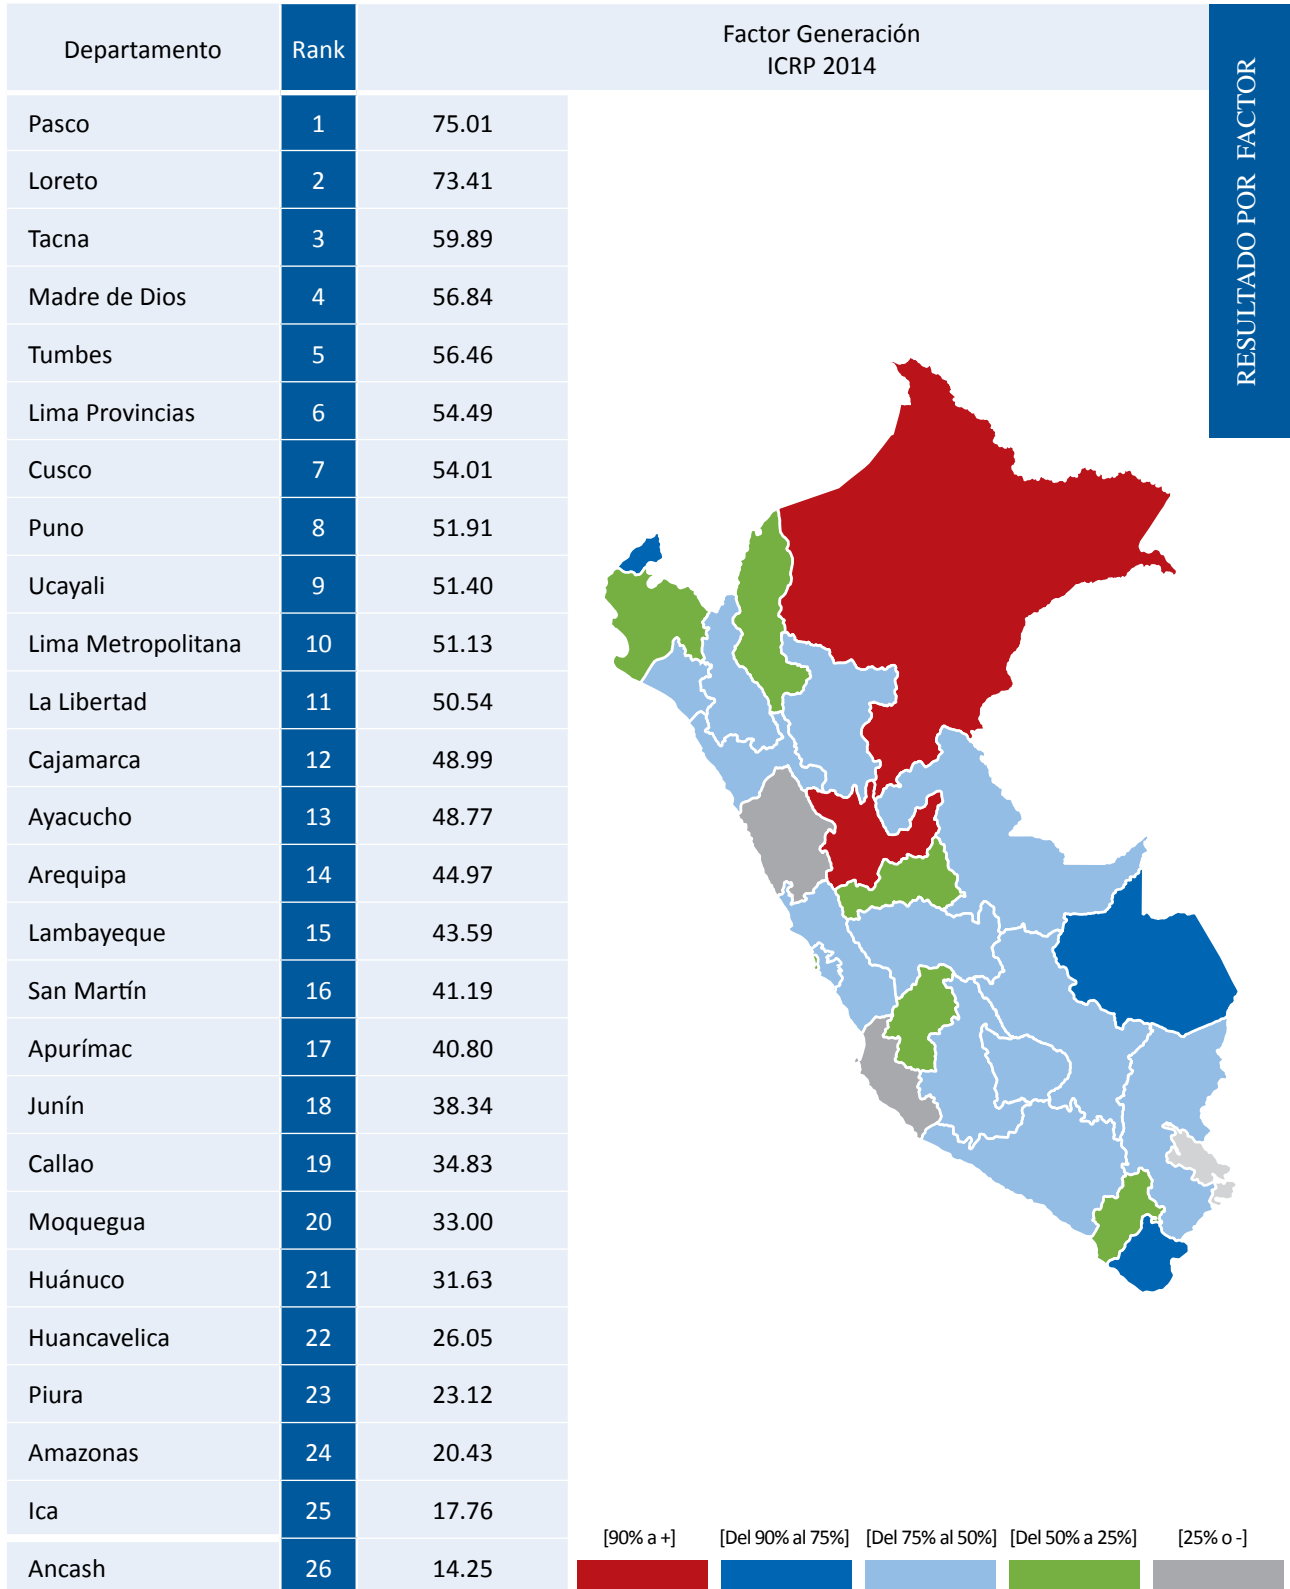 Departamento Rank Factor Generación
ICRP 2014
RESULTADO POR FACTOR
Pasco 1 75.01
Loreto 2 73.41
Tacna 3 59.89
Madre de Dios 4 56.84
Tumbes 5 56.46
Lima Provincias 6 54.49
Cusco 7 54.01
Puno 8 51.91
Ucayali 9 51.40
Lima Metropolitana 10 51.13
La Libertad 11 50.54
Cajamarca 12 48.99
Ayacucho 13 48.77
Arequipa 14 44.97
Lambayeque 15 43.59
San Martín 16 41.19
Apurímac 17 40.80
Junín 18 38.34
Callao 19 34.83
Moquegua 20 33.00
Huánuco 21 31.63
Huancavelica 22 26.05
Piura 23 23.12
Amazonas 24 20.43
Ica 25 17.76
Ancash 26 14.25
[90% a +] [Del 90% al 75%] [Del 75% al 50%] [Del 50% a 25%] [25% o -]